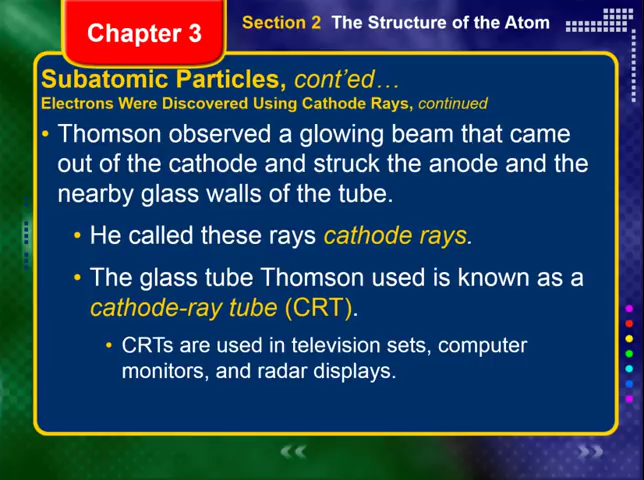 Chapter 3
Section 2 The Structure of the Atom
Subatomic Particles, cont’ed…
Electrons Were Discovered Using Cathode Rays, continued
• Thomson observed a glowing beam that came
out of the cathode and struck the anode and the
nearby glass walls of the tube.
• He called these rays cathode rays.
• The glass tube Thomson used is known as a
cathode-ray tube (CRT).
• CRTs are used in television sets, computer
monitors, and radar displays.